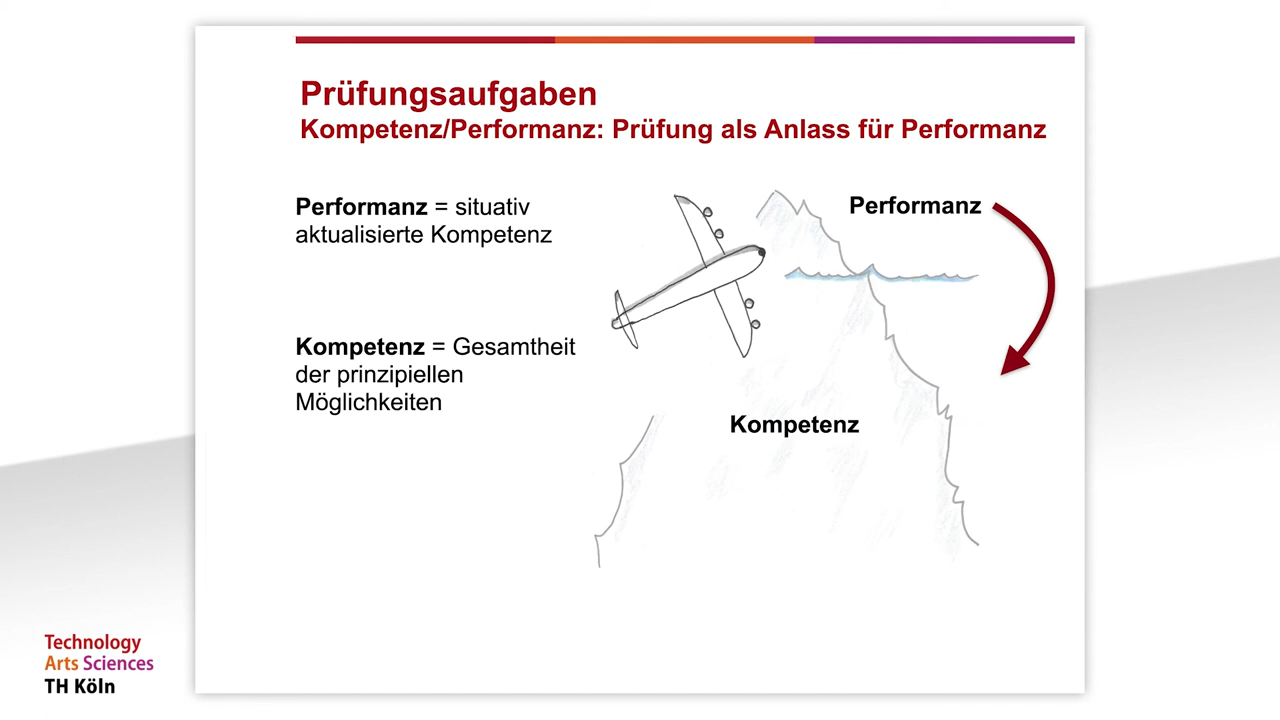 Prüfungsaufgaben
Kompetenz/Performanz: Prüfung als Anlass für Performanz
Performanz = situativ
aktualisierte Kompetenz
Kompetenz = Gesamtheit
der prinzipiellen
Möglichkeiten
Performanz
Kompetenz
Technology
Arts Sciences
TH Köln